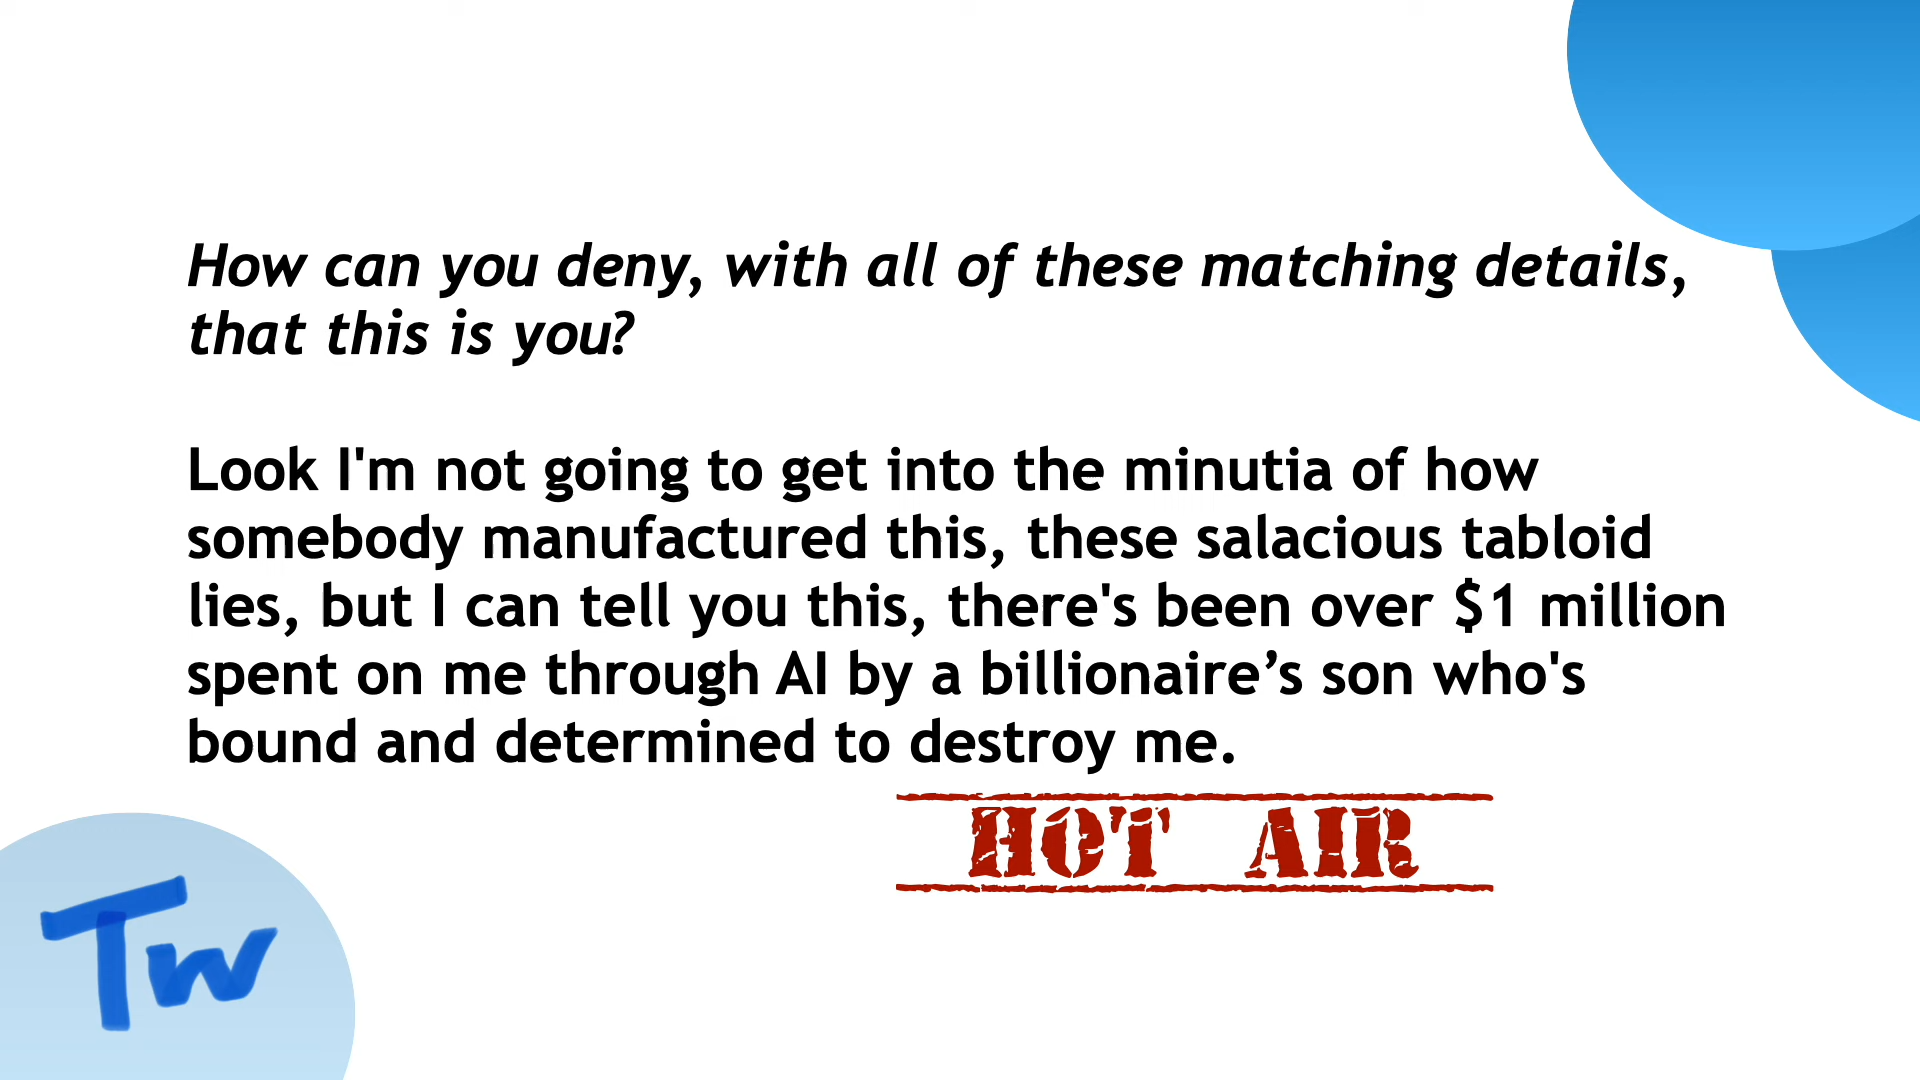 How can you deny, with all of these matching details,
that this is you?
Look I'm not going to get into the minutia of how
somebody manufactured this, these salacious tabloid
lies, but I can tell you this, there's been over $1 million
spent on me through AI by a billionaire’s son who's
bound and determined to destroy me.
HOT AIR
Tw